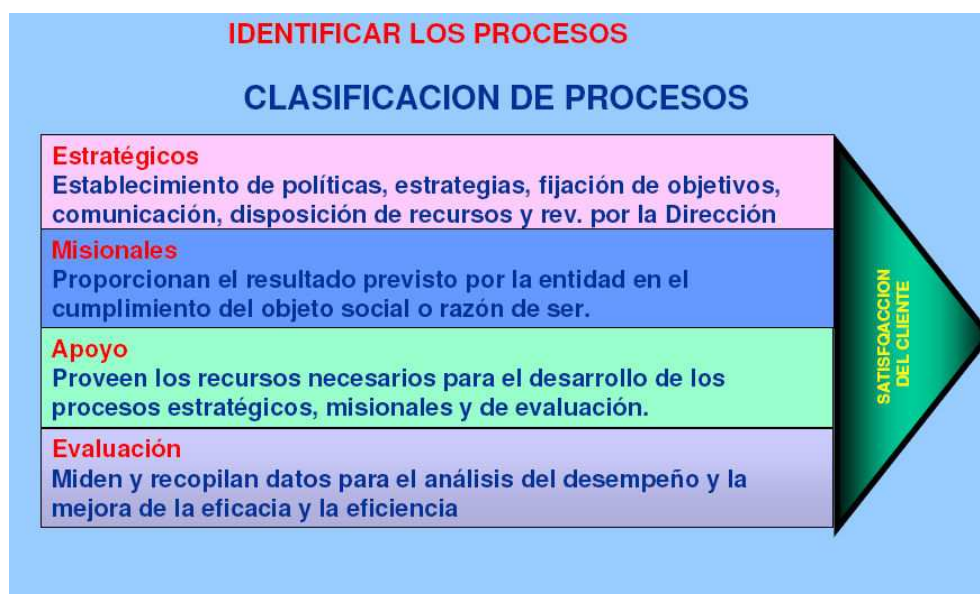 IDENTIFICAR LOS PROCESOS
CLASIFICACION DE PROCESOS
Estratégicos
Establecimiento de políticas, estrategias, fijación de objetivos,
comunicación, disposición de recursos y rev. por la Dirección
Misionales
Proporcionan el resultado previsto por la entidad en el
cumplimiento del objeto social o razón de ser.
Apoyo
Proveen los recursos necesarios para el desarrollo de los
procesos estratégicos, misionales y de evaluación.
Evaluación
Miden y recopilan datos para el análisis del desempeño y la
mejora de la eficacia y la eficiencia
SATISFQACCION
DEL CLIENTE